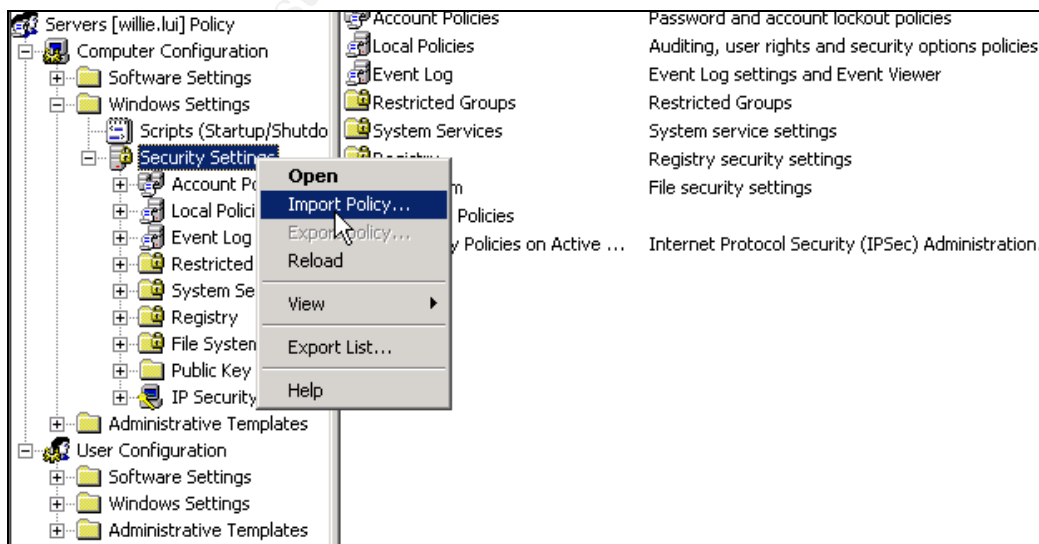 Servers [willie.lui] Policy
Computer Configuration
Software Settings
Windows Settings
Scripts (Startup/Shutdo
Security Settings
Account Po
Local Polici
Event Log
Restricted
System Se
Registry
File System
Public Key
IP Security
Administrative Templates
User Configuration
Software Settings
Windows Settings
Administrative Templates
Open
Import Policy...
Export policy...
Reload
View
Export List...
Help
Account Policies Password and account lockout policies
Local Policies Auditing, user rights and security options policies
Event Log Event Log settings and Event Viewer
Restricted Groups Restricted Groups
System Services System service settings
Registry Registry security settings
m File security settings
Policies
y Policies on Active ... Internet Protocol Security (IPSec) Administration.